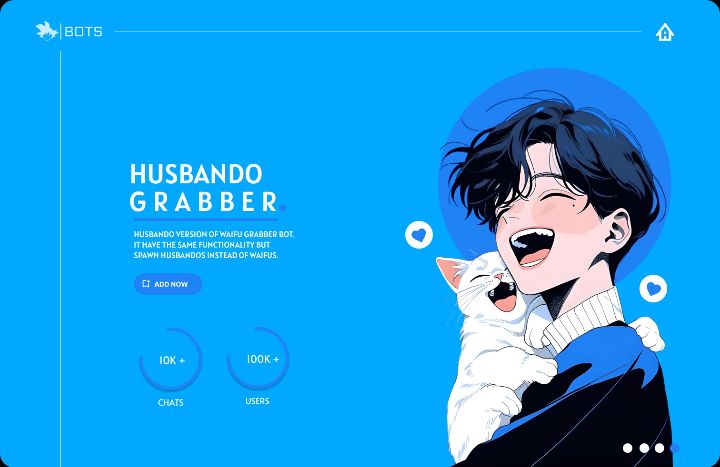 BOTS
HUSBANDO
GRABBER.
HUSBANDO VERSION OF WAIFU GRABBER BOT.
IT HAVE THE SAME FUNCTIONALITY BUT
SPAWN HUSBANDOS INSTEAD OF WAIFUS.
ADD NOW
10K +
100K +
CHATS
USERS